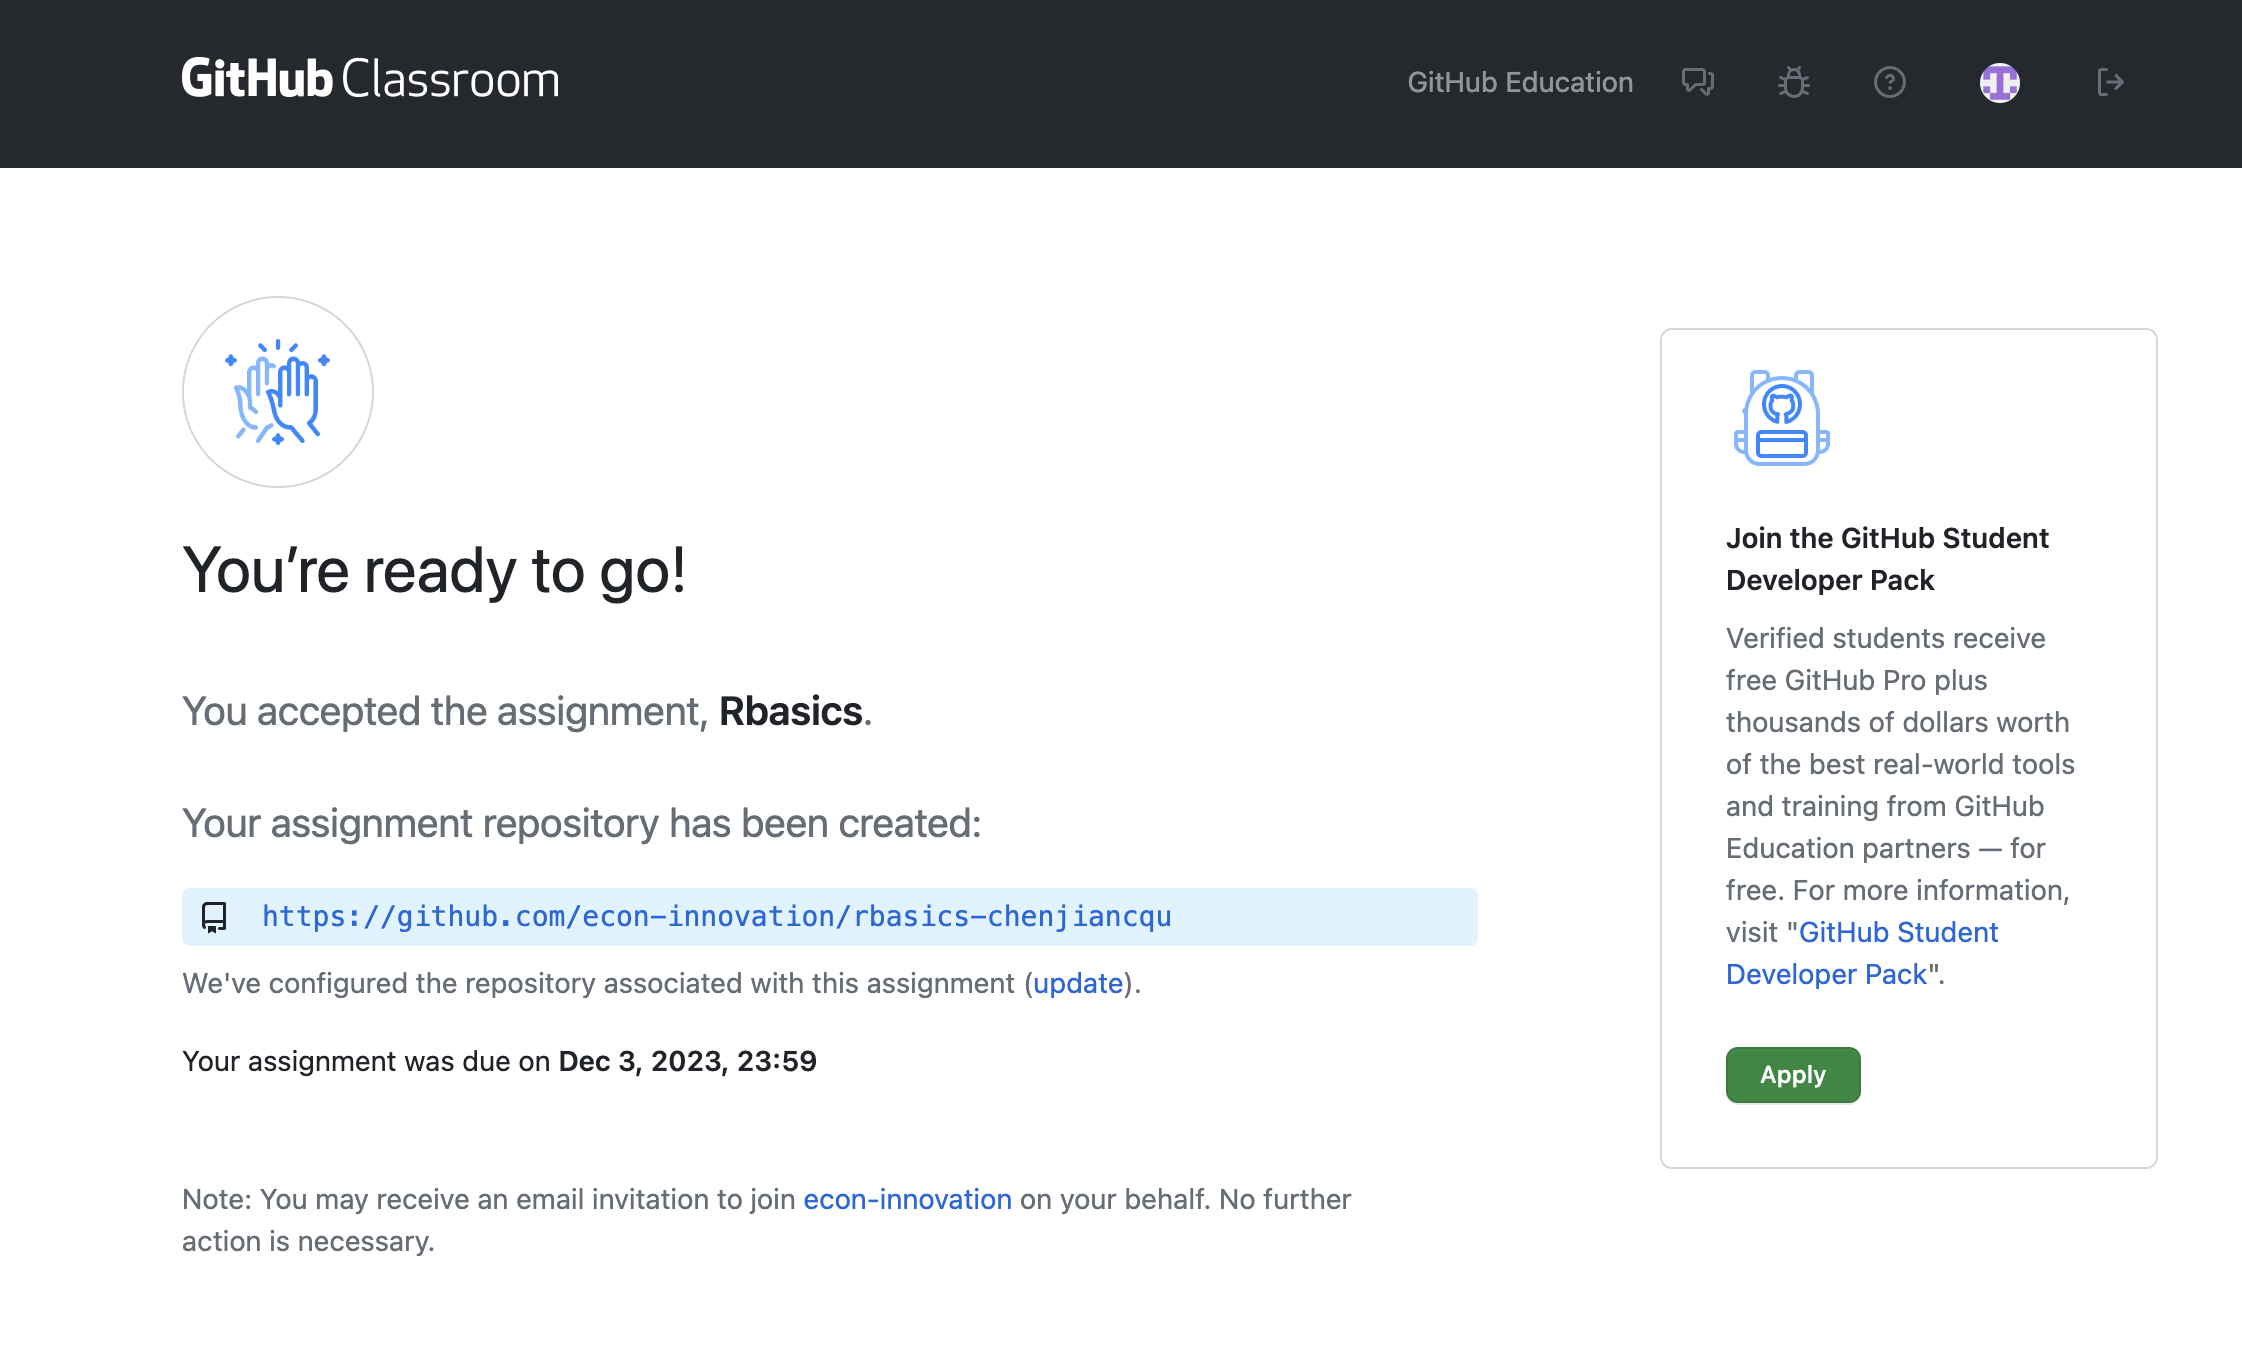 GitHub Classroom
GitHub Education
You're ready to go!
You accepted the assignment, Rbasics.
Your assignment repository has been created:
https://github.com/econ-innovation/rbasics-chenjiancqu
We've configured the repository associated with this assignment (update).
Your assignment was due on Dec 3, 2023, 23:59
Note: You may receive an email invitation to join econ-innovation on your behalf. No further
action is necessary.
Join the GitHub Student
Developer Pack
Verified students receive
free GitHub Pro plus
thousands of dollars worth
of the best real-world tools
and training from GitHub
Education partners — for
free. For more information,
visit "GitHub Student
Developer Pack".
Apply